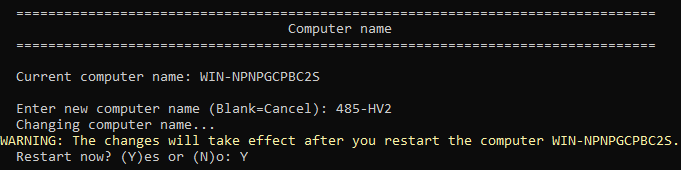 ================================================================================
Computer name
================================================================================
Current computer name: WIN-NPNPGCPBC2S
Enter new computer name (Blank=Cancel): 485-HV2
Changing computer name...
WARNING: The changes will take effect after you restart the computer WIN-NPNPGCPBC2S.
Restart now? (Y)es or (N)o: Y